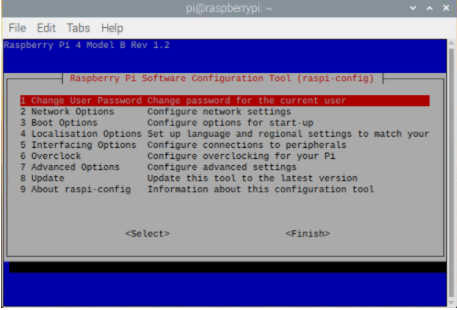 pi@raspberrypi: ~
File Edit Tabs Help
Raspberry Pi 4 Model B Rev 1.2
Raspberry Pi Software Configuration Tool (raspi-config)
1 Change User Password Change password for the current user
2 Network Options Configure network settings
3 Boot Options Configure options for start-up
4 Localisation Options Set up language and regional settings to match your
5 Interfacing Options Configure connections to peripherals
6 Overclock Configure overclocking for your Pi
7 Advanced Options Configure advanced settings
8 Update Update this tool to the latest version
9 About raspi-config Information about this configuration tool
<Select> <Finish>